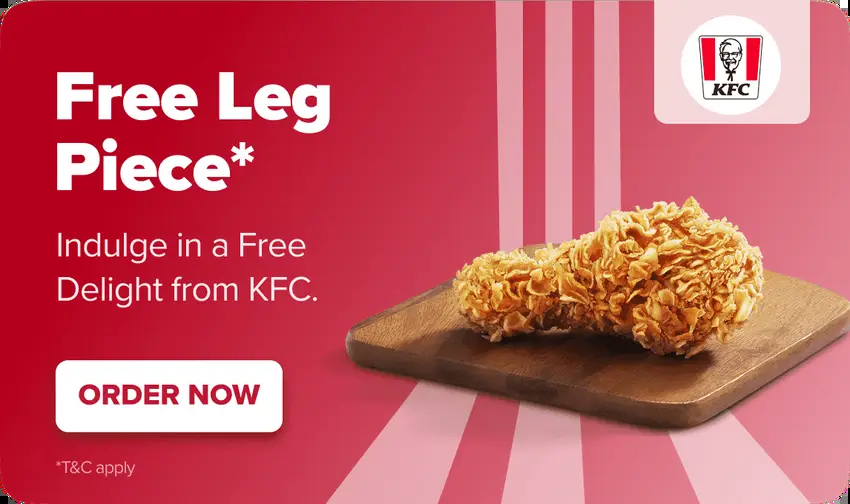 KFC
Free Leg
Piece*
Indulge in a Free
Delight from KFC.
ORDER NOW
*T&C apply